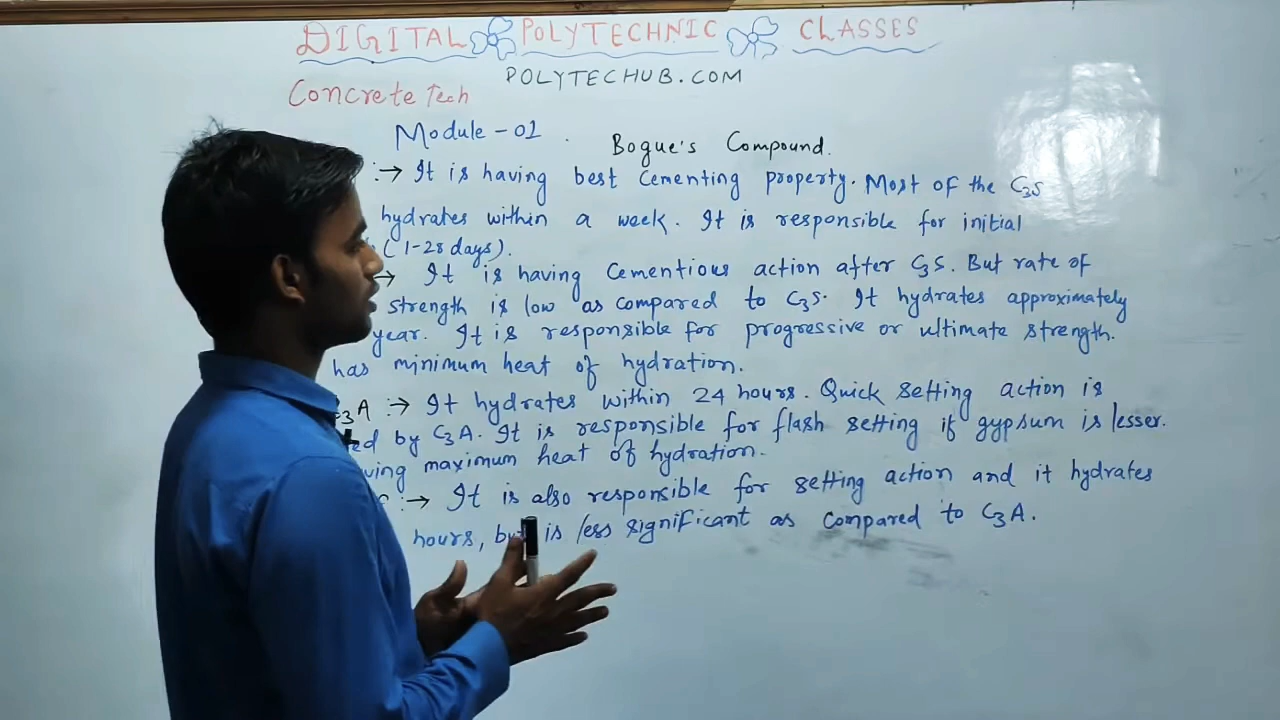 DIGITAL POLYTECHNIC CLASSES
POLYTECHUB.COM
Concrete Tech
Module-01
Bogue's Compound.
:→ It is having best Cementing property. Most of the C3S
hydrates within a week. It is responsible for initial
(1-28 days).
→ It is having Cementious action after C3S. But rate of
strength is low as compared to C3S. It hydrates approximately
year. It is responsible for progressive or ultimate strength.
has minimum heat of hydration.
C3A :→ It hydrates within 24 hours. Quick setting action is
ed by C3A. It is responsible for flash setting if gypsum is lesser.
ving maximum heat of hydration.
:→ It is also responsible for setting action and it hydrates
hours, but is less significant as compared to C3A.